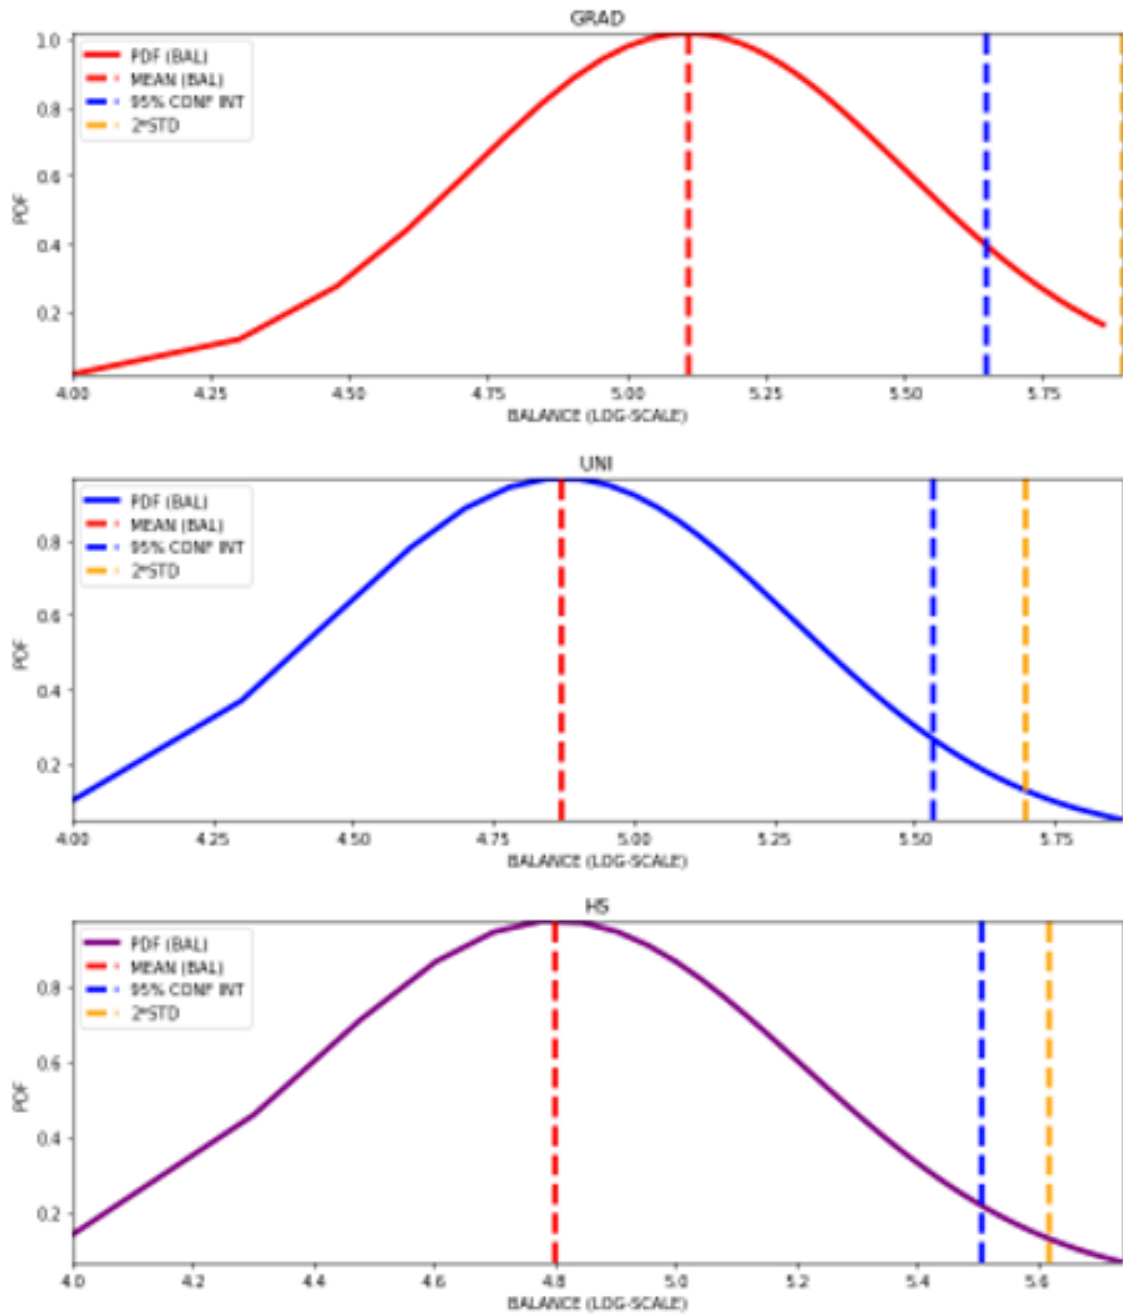 GRAD
1.0
0.8
0.6
0.4
0.2
PDF
PDF (BAL)
MEAN (BAL)
95% CONF INT
2*STD
4.00 4.25 4.50 4.75 5.00 5.25 5.50 5.75
BALANCE (LOG-SCALE)
UNI
0.8
0.6
0.4
0.2
PDF
PDF (BAL)
MEAN (BAL)
95% CONF INT
2*STD
4.00 4.25 4.50 4.75 5.00 5.25 5.50 5.75
BALANCE (LOG-SCALE)
HS
0.8
0.6
0.4
0.2
PDF
PDF (BAL)
MEAN (BAL)
95% CONF INT
2*STD
4.0 4.2 4.4 4.6 4.8 5.0 5.2 5.4 5.6
BALANCE (LOG-SCALE)